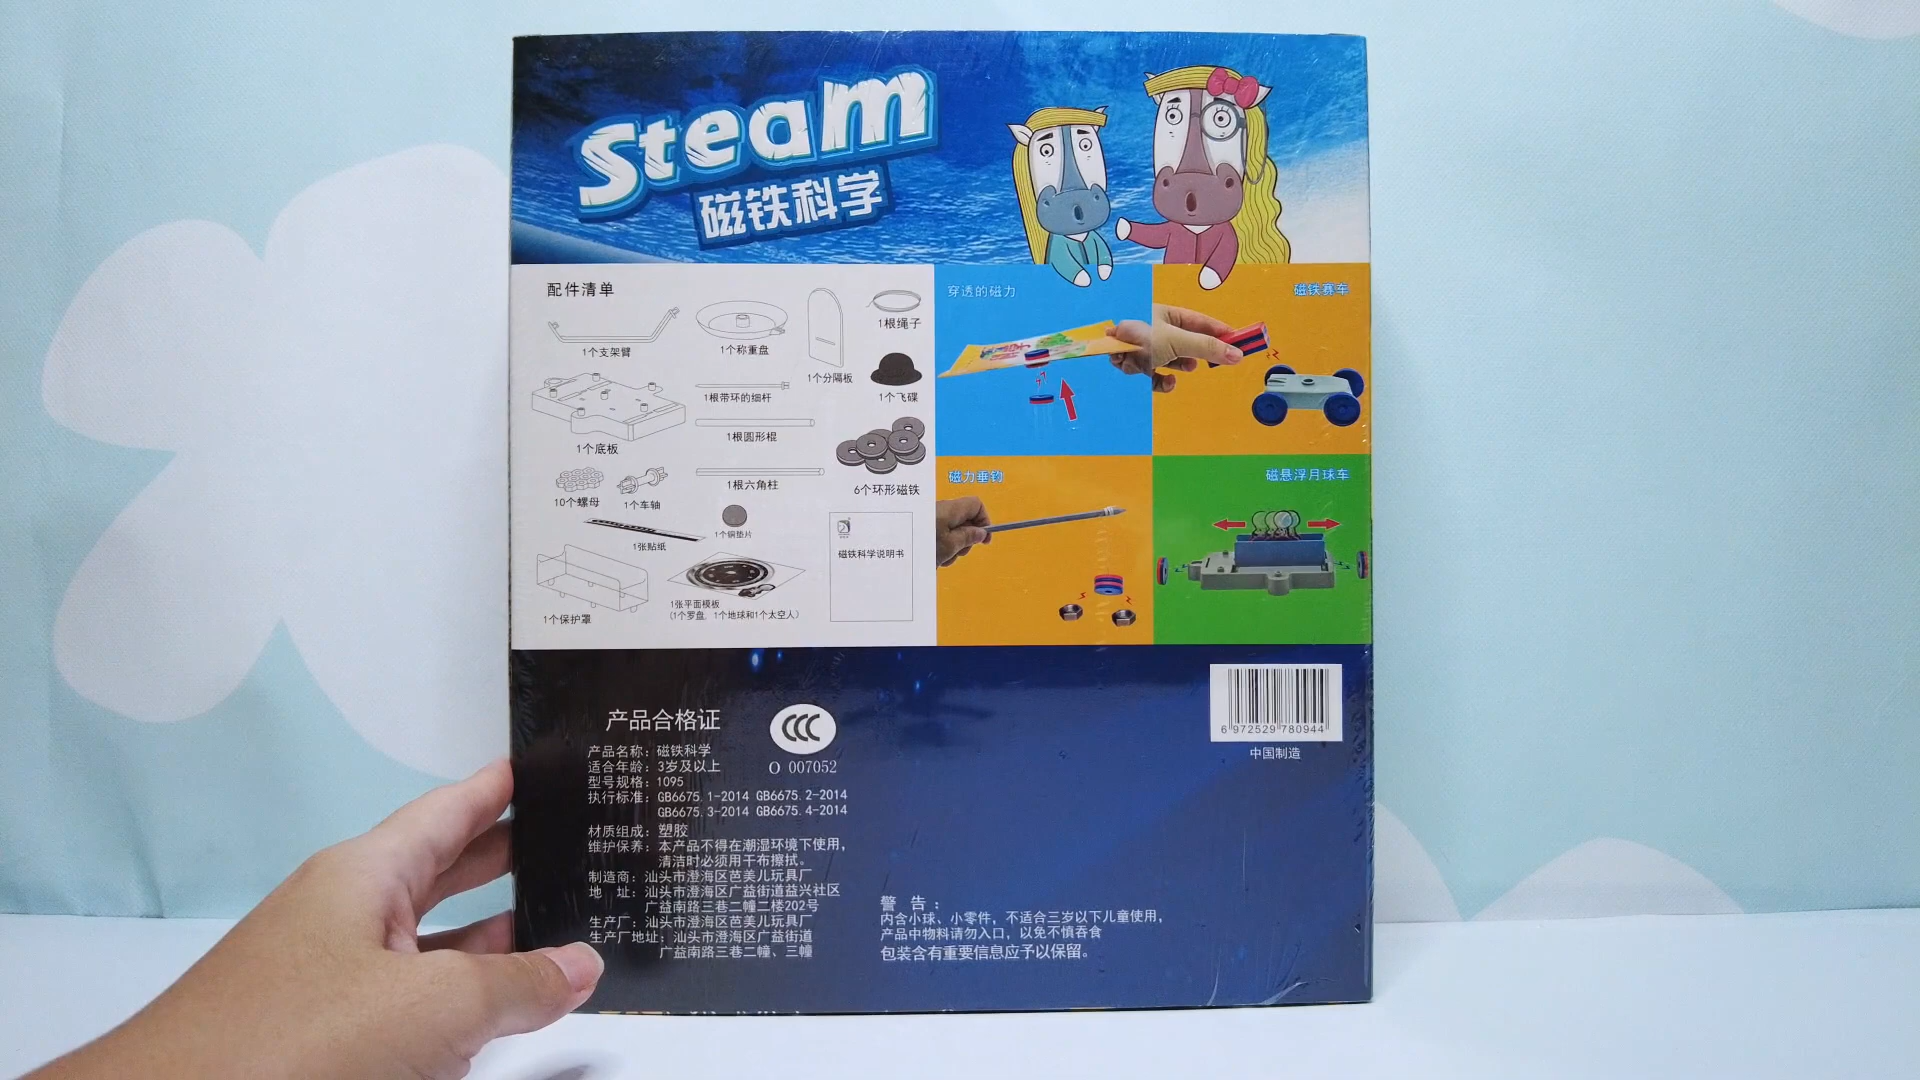 Steam
磁铁科学
配件清单
1个支架臂
1个称重盘
1个分隔板
1根绳子
1个底板
1根带环的细杆
1个飞碟
1根圆形棍
10个螺母
1个车轴
1根六角柱
6个环形磁铁
1张贴纸
1个铜垫片
磁铁科学说明书
1个保护罩
1张平面模板
(1个罗盘，1个地球和1个太空人)
穿透的磁力
磁铁赛车
磁力垂钓
磁悬浮月球车
产品合格证
O 007052
产品名称：磁铁科学
适合年龄：3岁及以上
型号规格：1095
执行标准：GB6675.1-2014 GB6675.2-2014
GB6675.3-2014 GB6675.4-2014
材质组成：塑胶
维护保养：本产品不得在潮湿环境下使用，
清洁时必须用干布擦拭。
制造商：汕头市澄海区芭美儿玩具厂
地 址：汕头市澄海区广益街道益兴社区
广益南路三巷二幢二楼202号
生产厂：汕头市澄海区芭美儿玩具厂
生产厂地址：汕头市澄海区广益街道
广益南路三巷二幢、三幢
警 告：
内含小球、小零件，不适合三岁以下儿童使用，
产品中物料请勿入口，以免不慎吞食
包装含有重要信息应予以保留。
6 972529 780944
中国制造